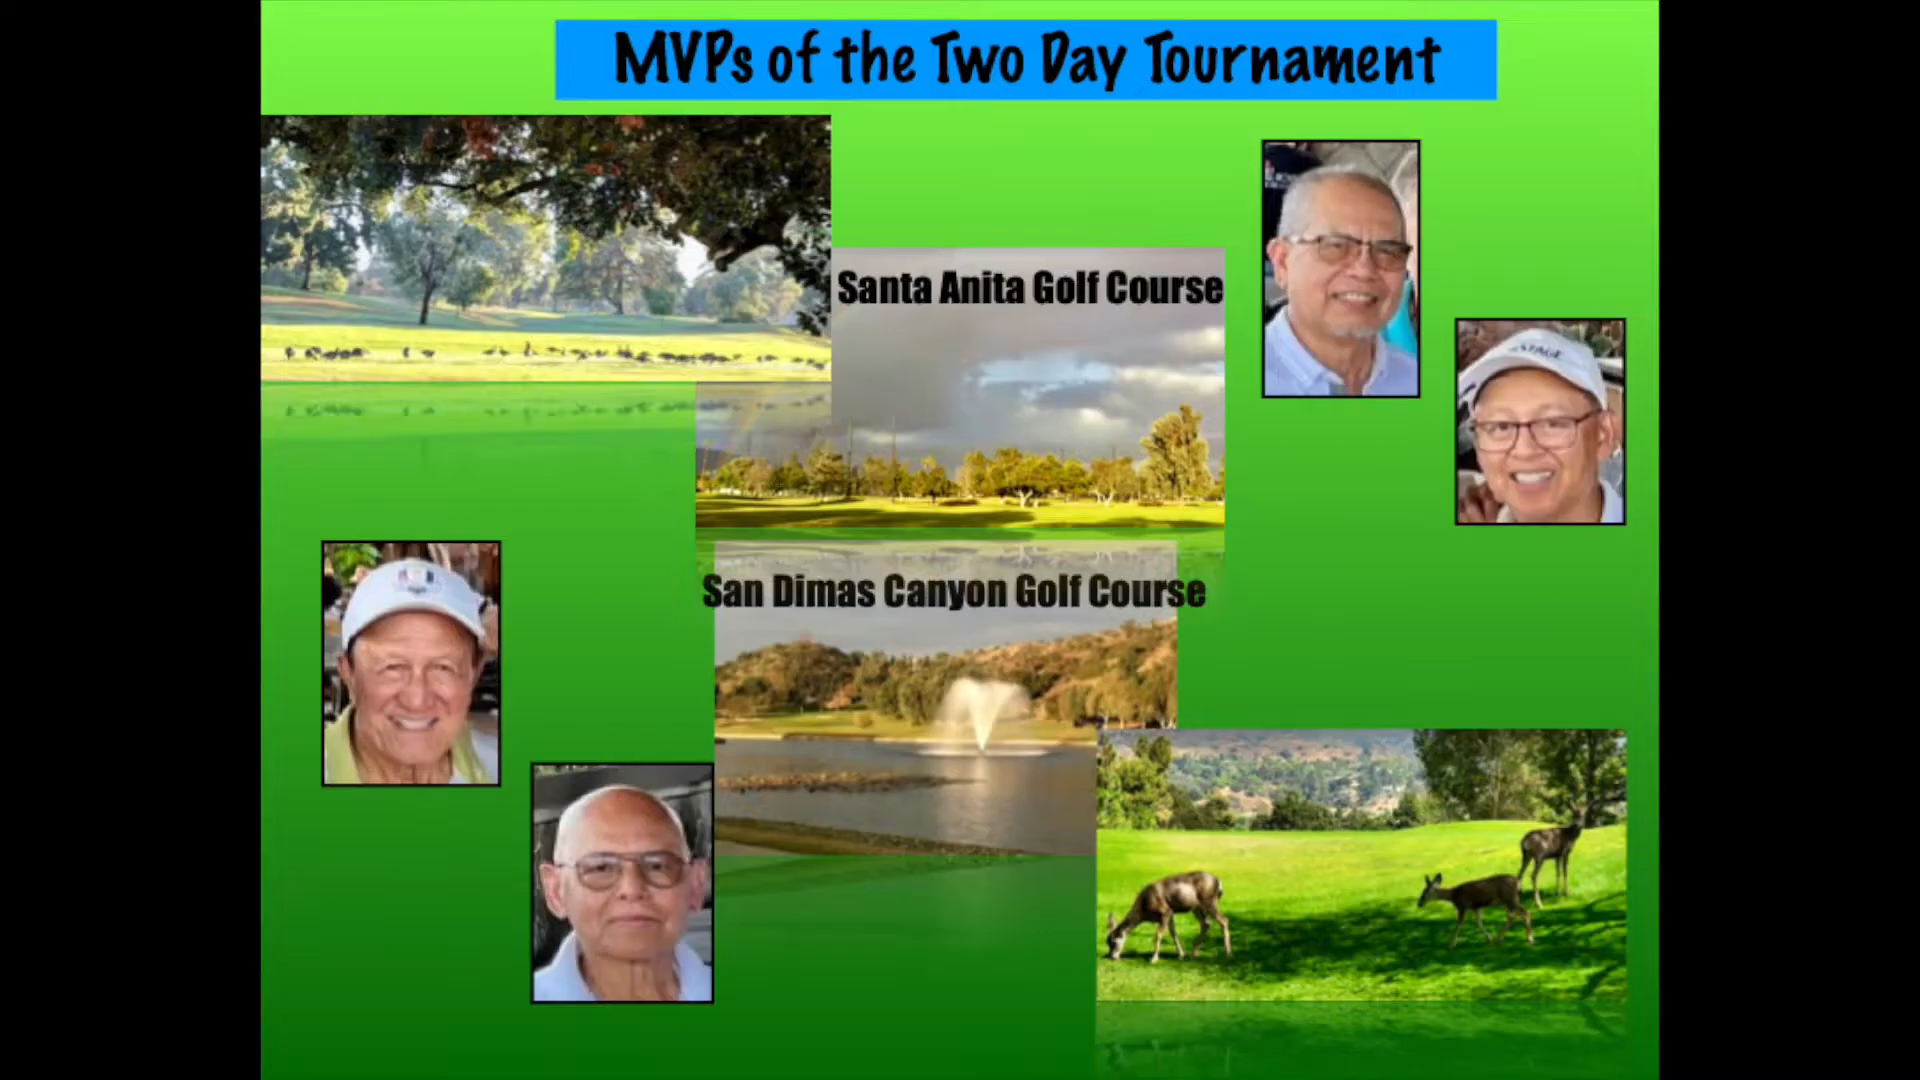 MVPs of the Two Day Tournament
Santa Anita Golf Course
San Dimas Canyon Golf Course